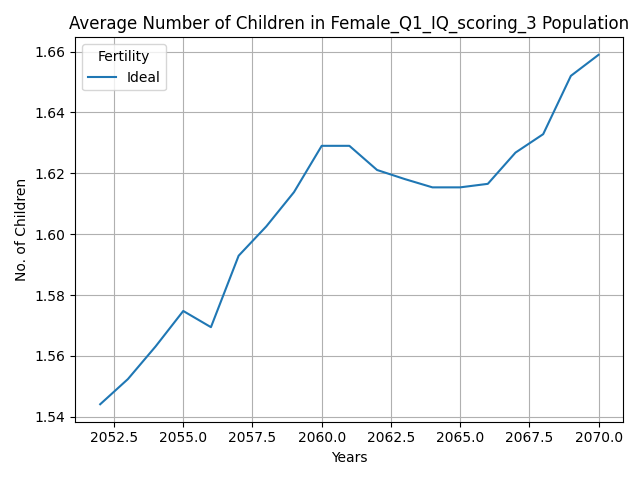 Average Number of Children in Female_Q1_IQ_scoring_3 Population
Fertility
Ideal
No. of Children
1.66
1.64
1.62
1.60
1.58
1.56
1.54
2052.5 2055.0 2057.5 2060.0 2062.5 2065.0 2067.5 2070.0
Years